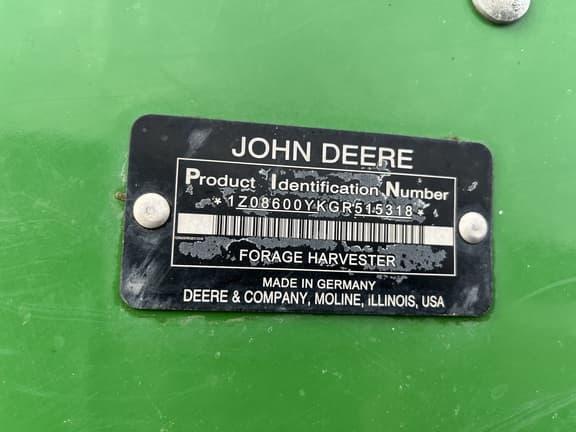 JOHN DEERE
Product Identification Number
*1Z08600YKGR515318*
FORAGE HARVESTER
MADE IN GERMANY
DEERE & COMPANY, MOLINE, ILLINOIS, USA